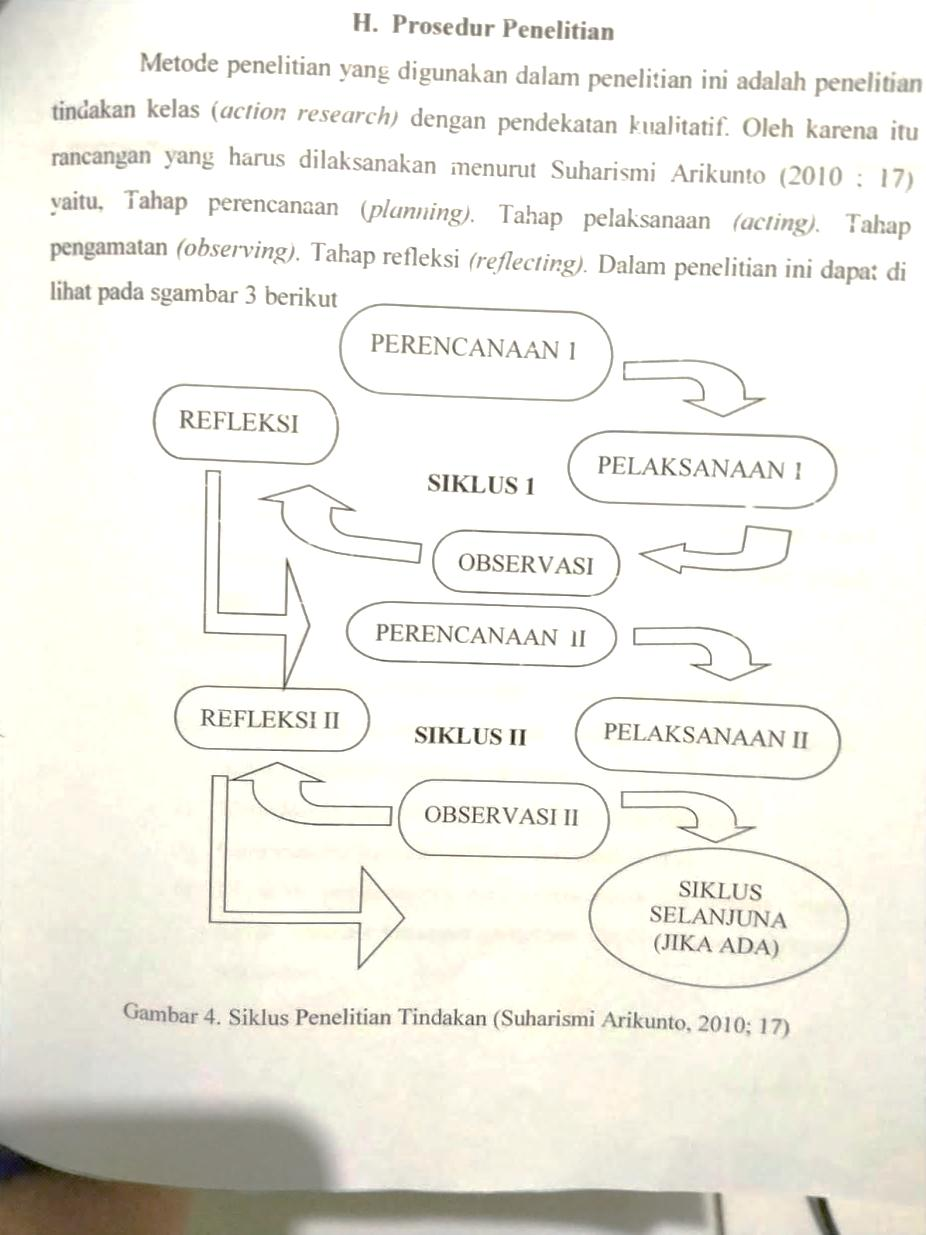 H. Prosedur Penelitian
Metode penelitian yang digunakan dalam penelitian ini adalah penelitian
tindakan kelas (action research) dengan pendekatan kualitatif. Oleh karena itu
rancangan yang harus dilaksanakan menurut Suharismi Arikunto (2010 : 17)
yaitu, Tahap perencanaan (planning). Tahap pelaksanaan (acting). Tahap
pengamatan (observing). Tahap refleksi (reflecting). Dalam penelitian ini dapat di
lihat pada sgambar 3 berikut
PERENCANAAN 1
REFLEKSI
PELAKSANAAN 1
SIKLUS 1
OBSERVASI
PERENCANAAN II
REFLEKSI II
SIKLUS II
PELAKSANAAN II
OBSERVASI II
SIKLUS
SELANJUNA
(JIKA ADA)
Gambar 4. Siklus Penelitian Tindakan (Suharismi Arikunto, 2010; 17)